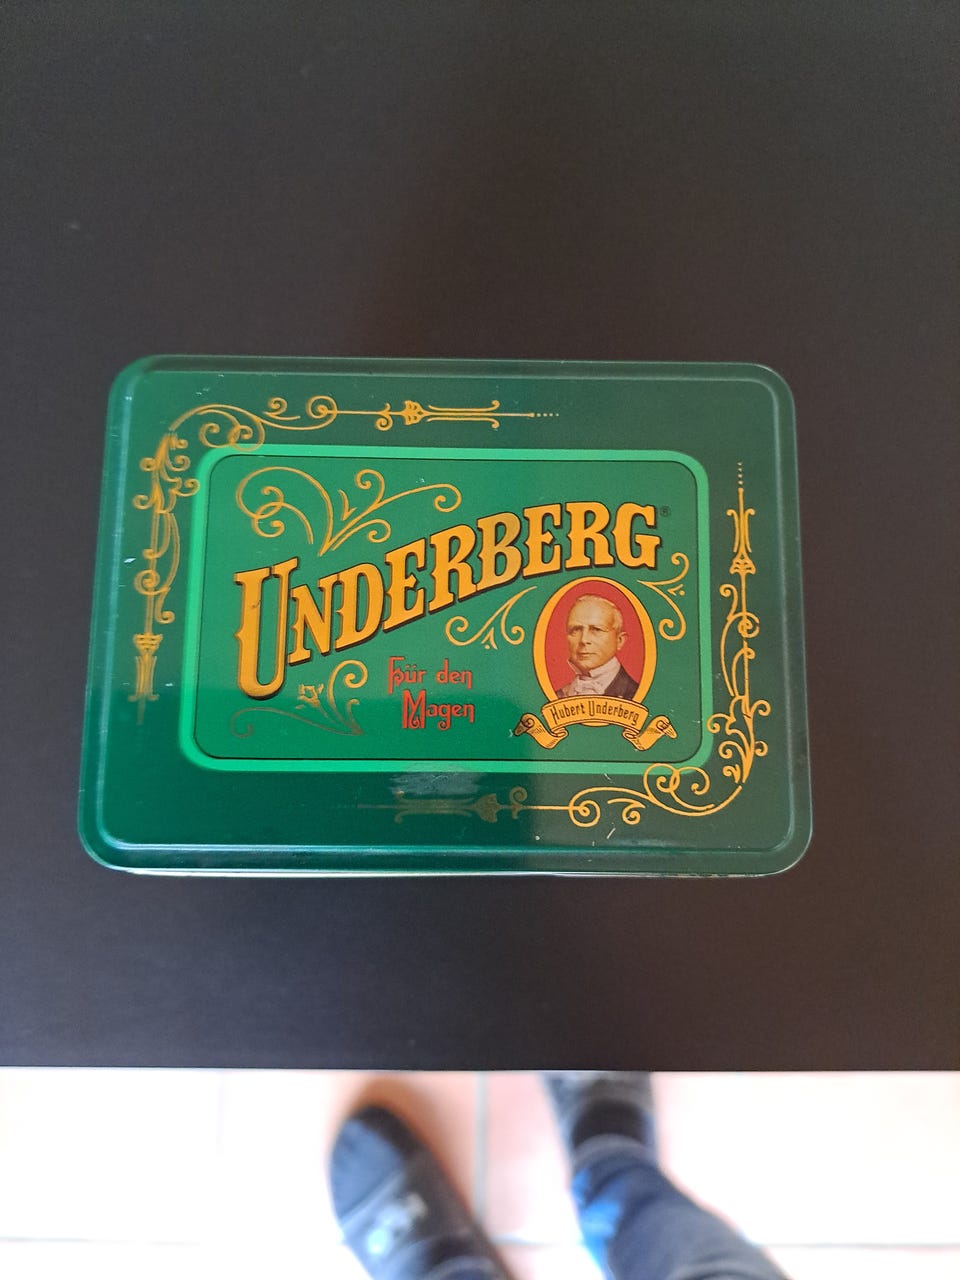 UNDERBERG®
Für den
Magen
Hubert Underberg